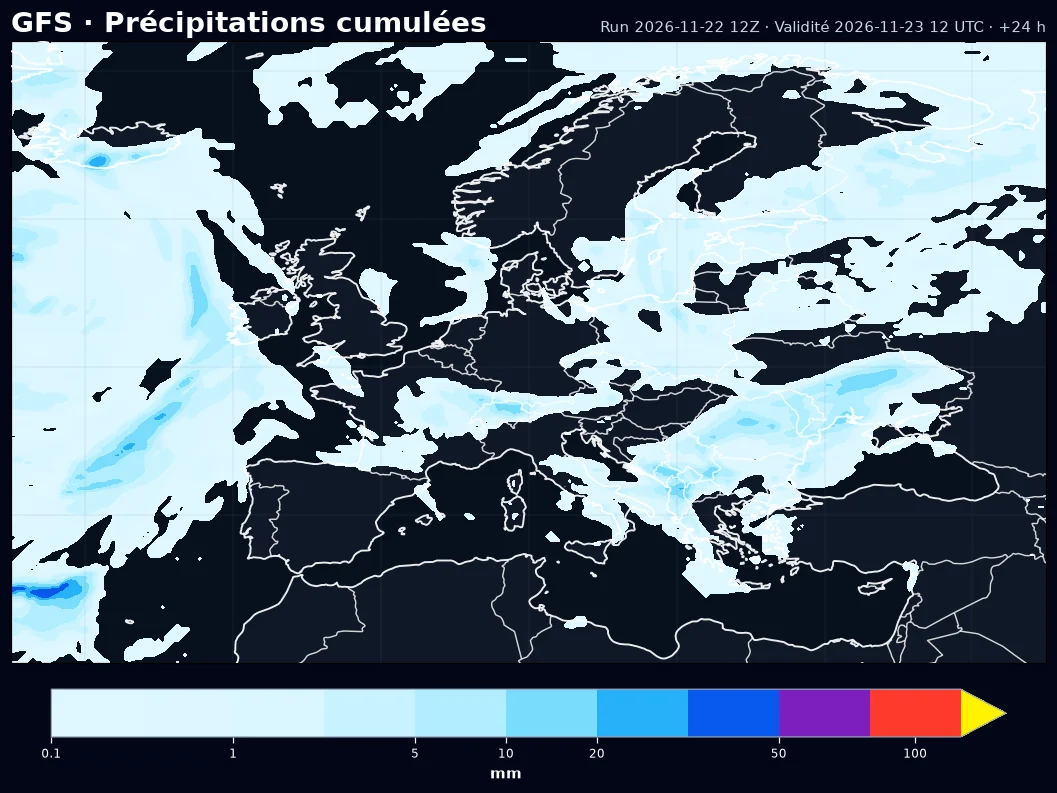 GFS · Précipitations cumulées
Run 2026-11-22 12Z · Validité 2026-11-23 12 UTC · +24 h
0.1 1 5 10 20 50 100
mm